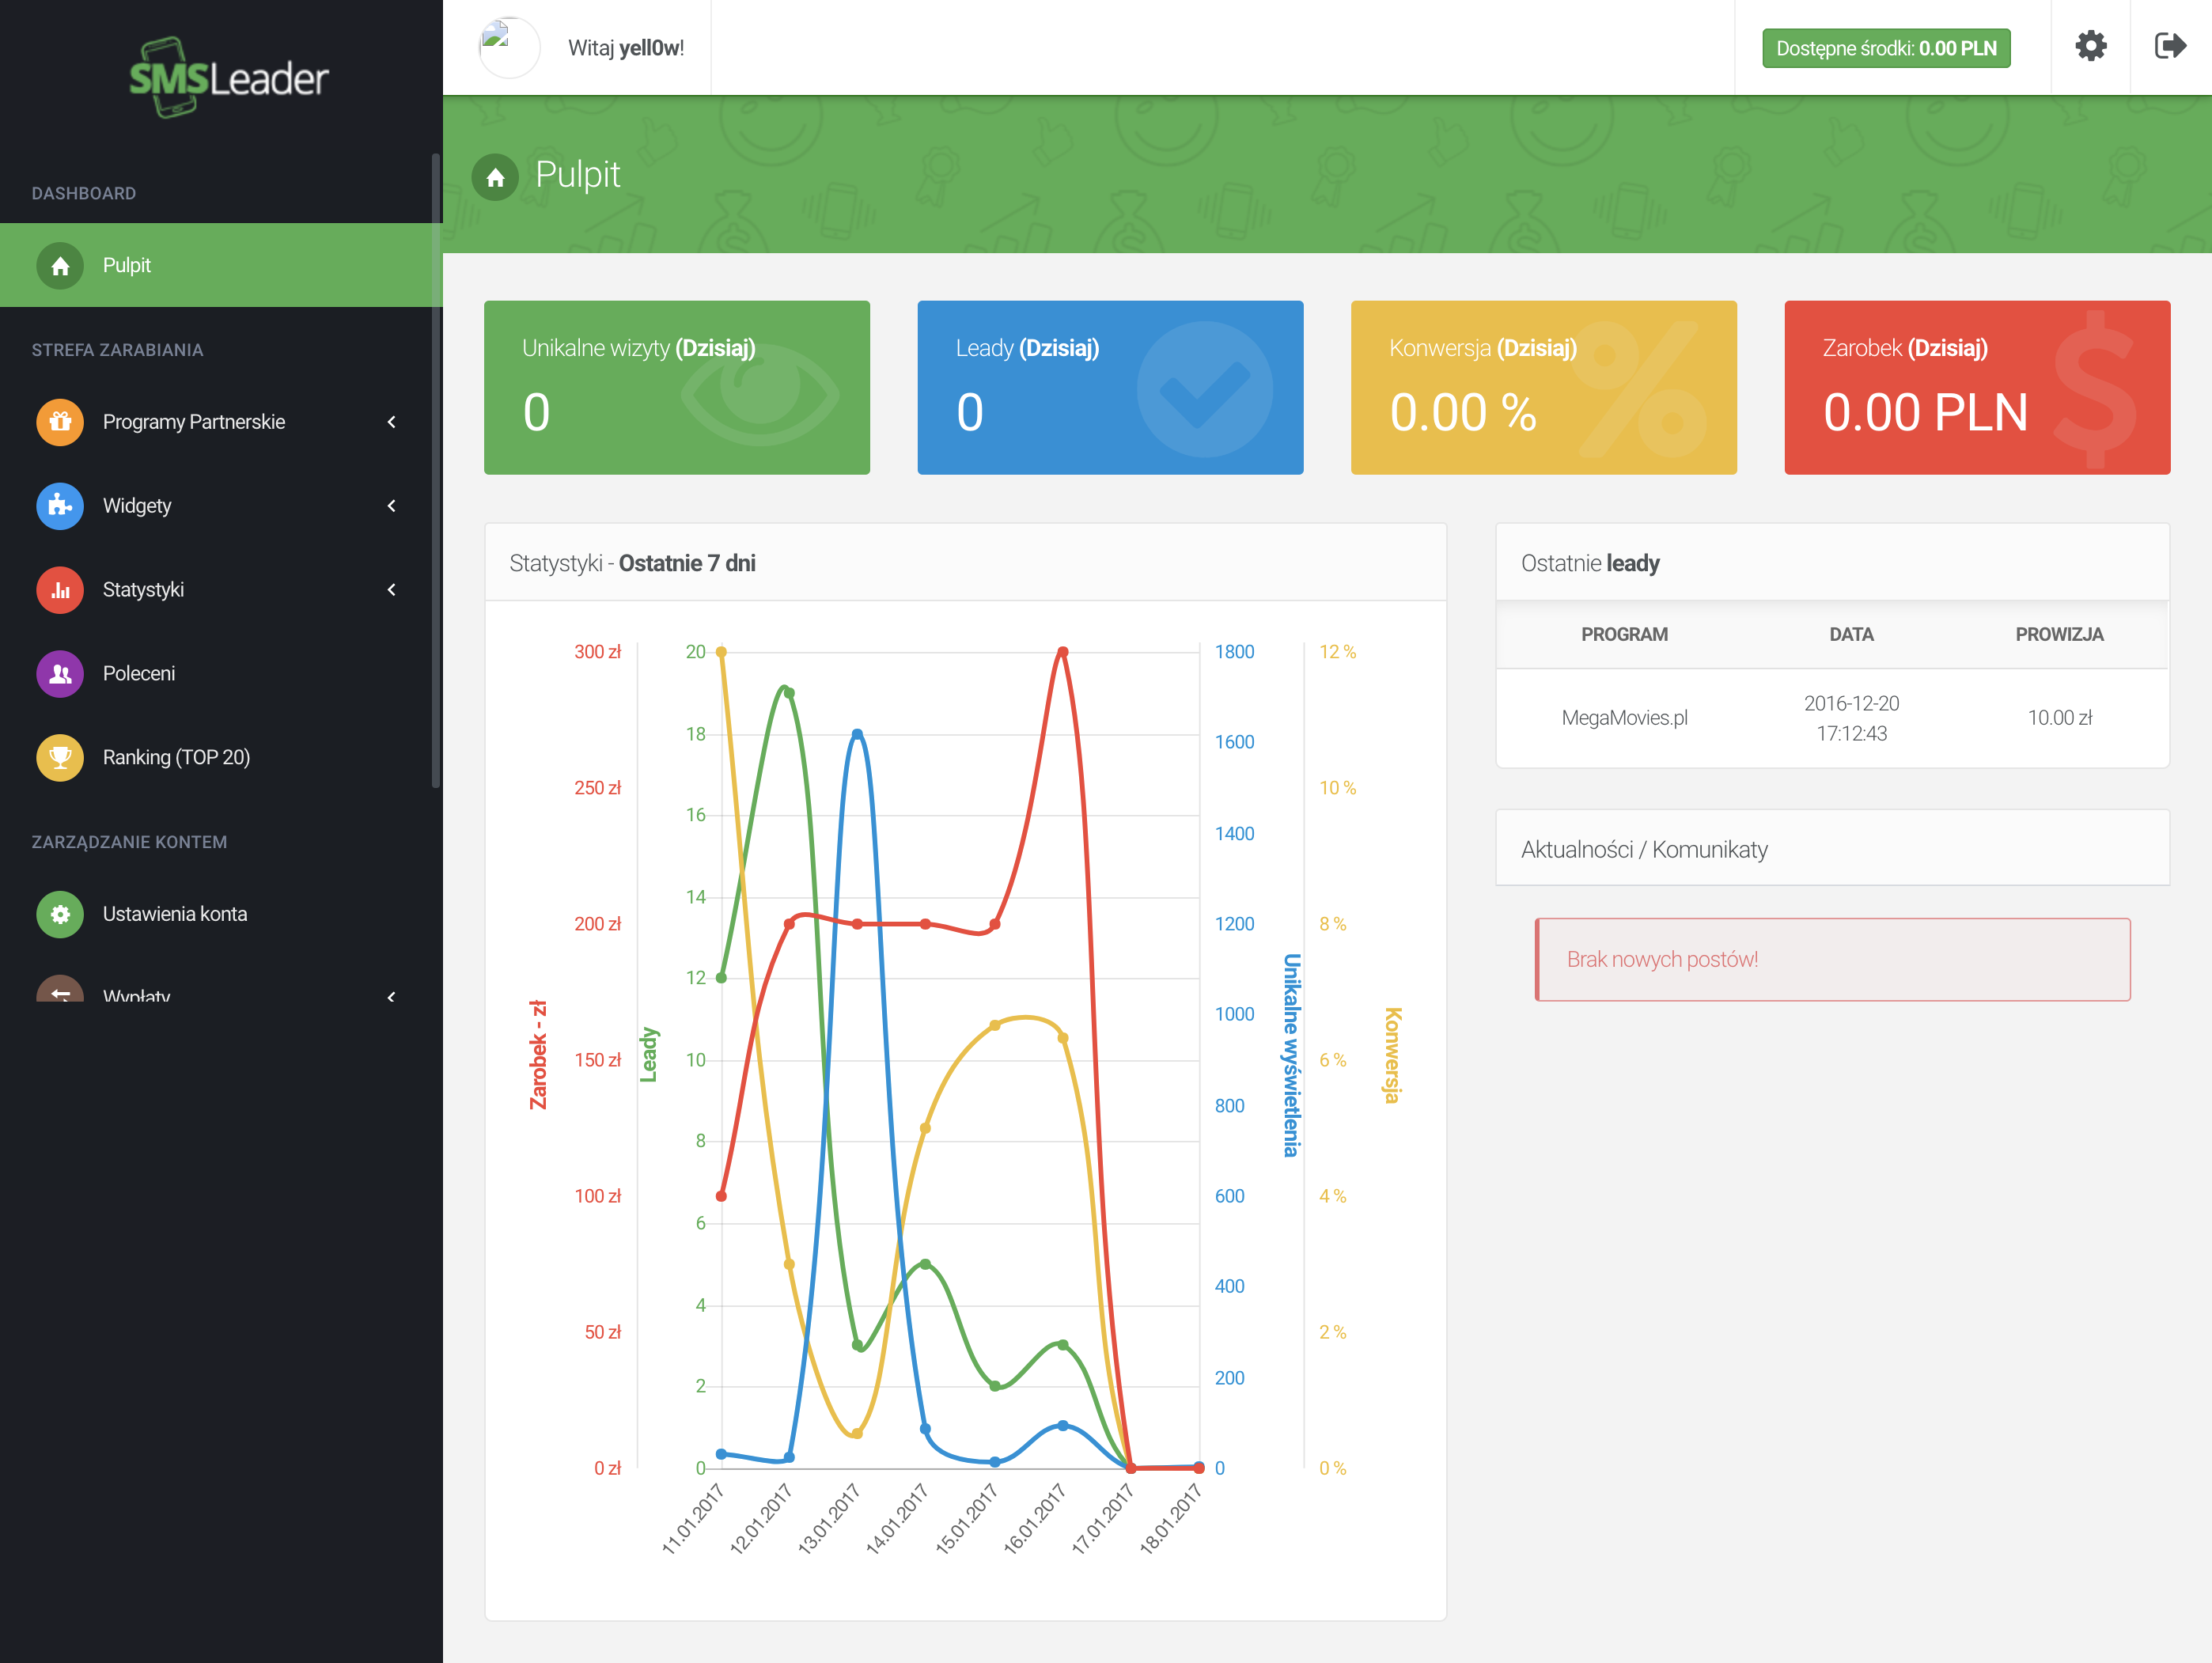 SMSLeader
Witaj yell0w!
Dostępne środki: 0.00 PLN
DASHBOARD
Pulpit
STREFA ZARABIANIA
Programy Partnerskie
Widgety
Statystyki
Poleceni
Ranking (TOP 20)
ZARZĄDZANIE KONTEM
Ustawienia konta
Wypłaty
Pulpit
Unikalne wizyty (Dzisiaj)
0
Leady (Dzisiaj)
0
Konwersja (Dzisiaj)
0.00 %
Zarobek (Dzisiaj)
0.00 PLN
Statystyki - Ostatnie 7 dni
Zarobek - zł
300 zł
250 zł
200 zł
150 zł
100 zł
50 zł
0 zł
Leady
20
18
16
14
12
10
8
6
4
2
0
1800
1600
1400
1200
1000
800
600
400
200
0
Unikalne wyświetlenia
12 %
10 %
8 %
6 %
4 %
2 %
0 %
Konwersja
11.01.2017
12.01.2017
13.01.2017
14.01.2017
15.01.2017
16.01.2017
17.01.2017
18.01.2017
Ostatnie leady
PROGRAM DATA PROWIZJA
MegaMovies.pl 2016-12-20 10.00 zł
17:12:43
Aktualności / Komunikaty
Brak nowych postów!